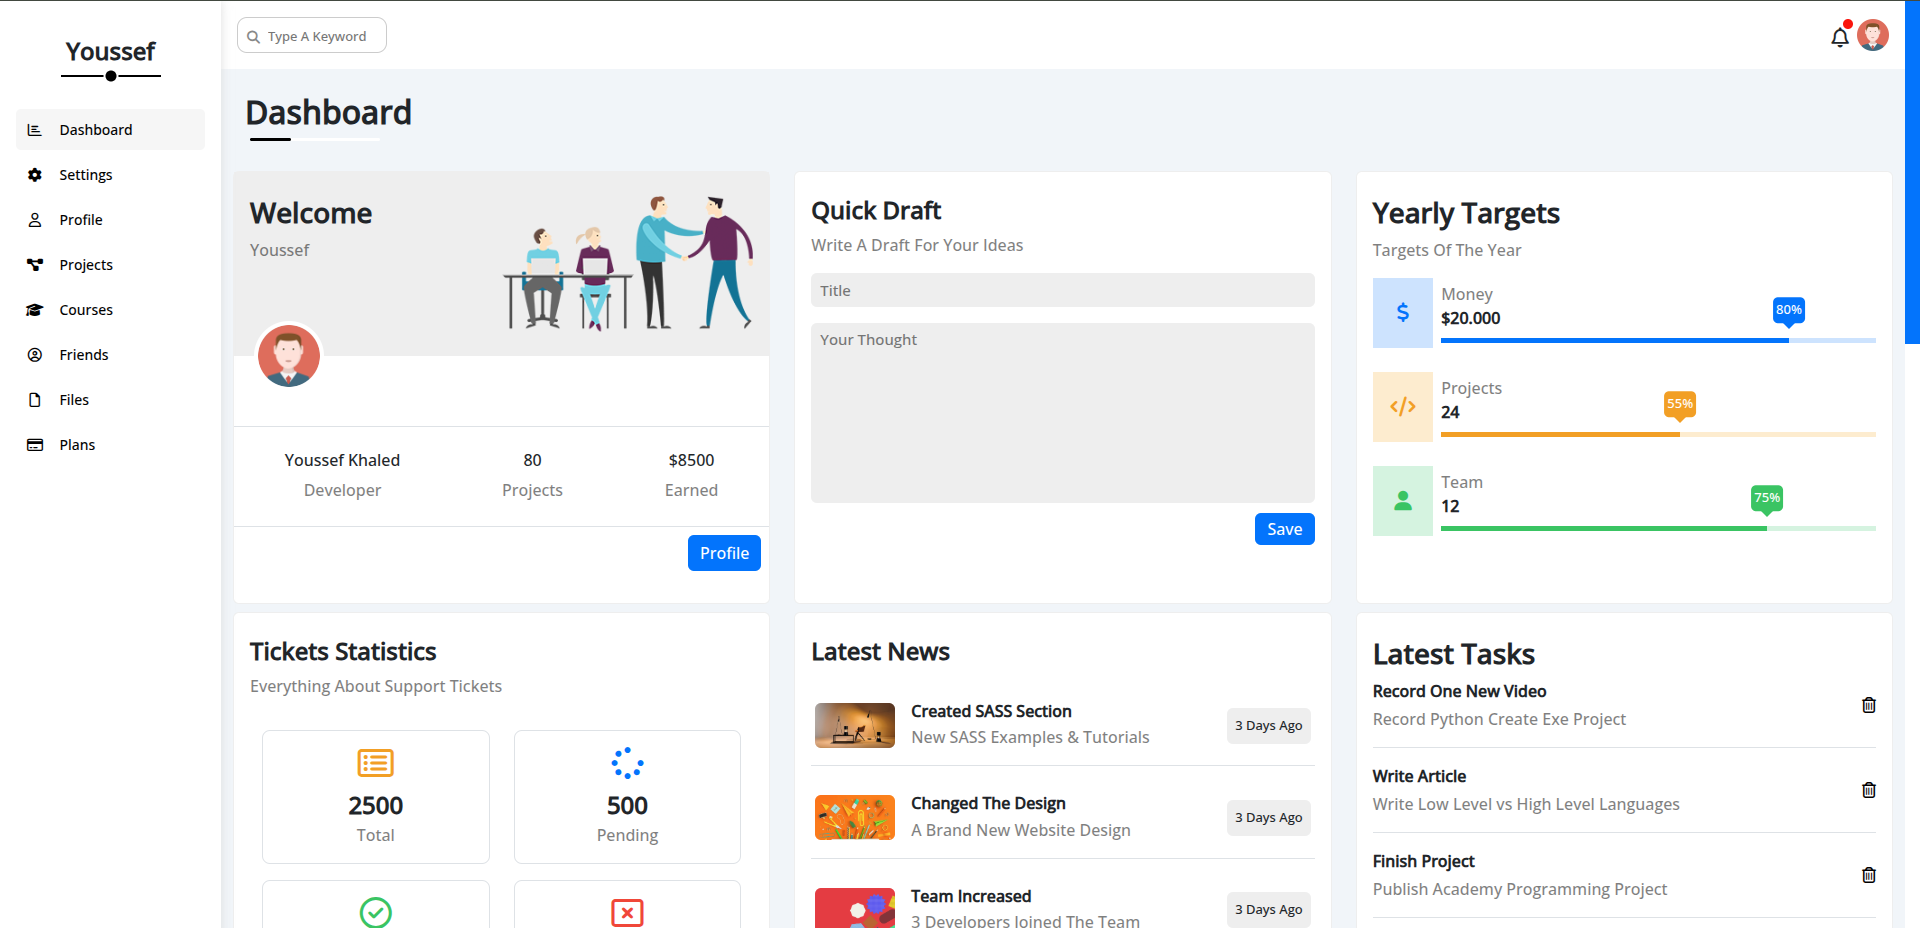 Youssef
Type A Keyword
Dashboard
Settings
Profile
Projects
Courses
Friends
Files
Plans
Dashboard
Welcome
Youssef
Youssef Khaled
Developer
80
Projects
$8500
Earned
Profile
Quick Draft
Write A Draft For Your Ideas
Title
Your Thought
Save
Yearly Targets
Targets Of The Year
Money
$20.000
80%
Projects
24
55%
Team
12
75%
Tickets Statistics
Everything About Support Tickets
2500
Total
500
Pending
Latest News
Created SASS Section
New SASS Examples & Tutorials
3 Days Ago
Changed The Design
A Brand New Website Design
3 Days Ago
Team Increased
3 Developers Joined The Team
3 Days Ago
Latest Tasks
Record One New Video
Record Python Create Exe Project
Write Article
Write Low Level vs High Level Languages
Finish Project
Publish Academy Programming Project